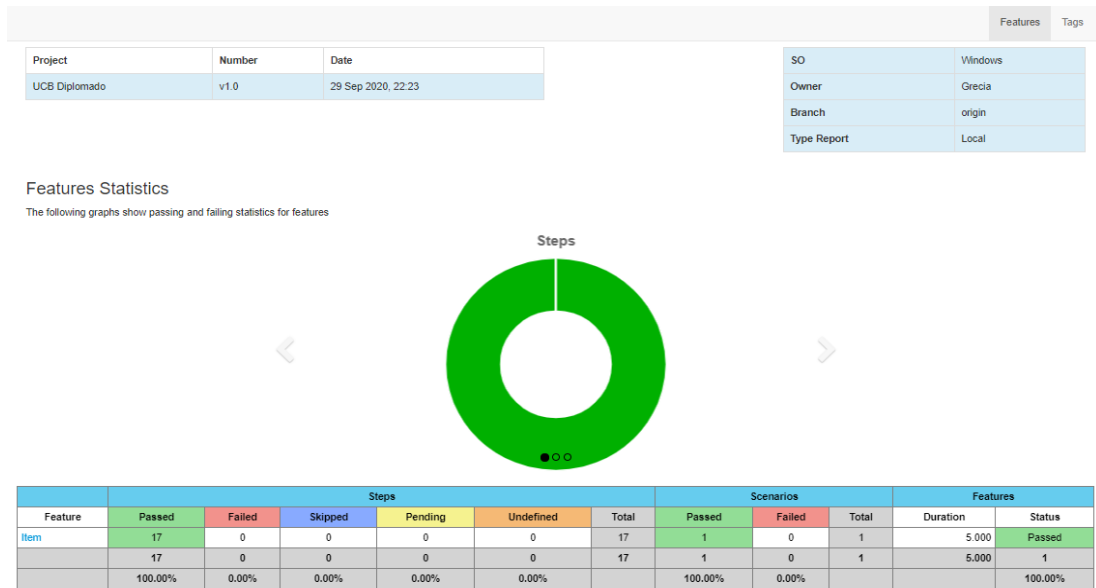 Features Tags
Project Number Date
UCB Diplomado v1.0 29 Sep 2020, 22:23
SO Windows
Owner Grecia
Branch origin
Type Report Local
Features Statistics
The following graphs show passing and failing statistics for features
Steps
Steps Scenarios Features
Feature Passed Failed Skipped Pending Undefined Total Passed Failed Total Duration Status
Item 17 0 0 0 0 17 1 0 1 5.000 Passed
17 0 0 0 0 17 1 0 1 5.000 1
100.00% 0.00% 0.00% 0.00% 0.00% 100.00% 0.00% 100.00%